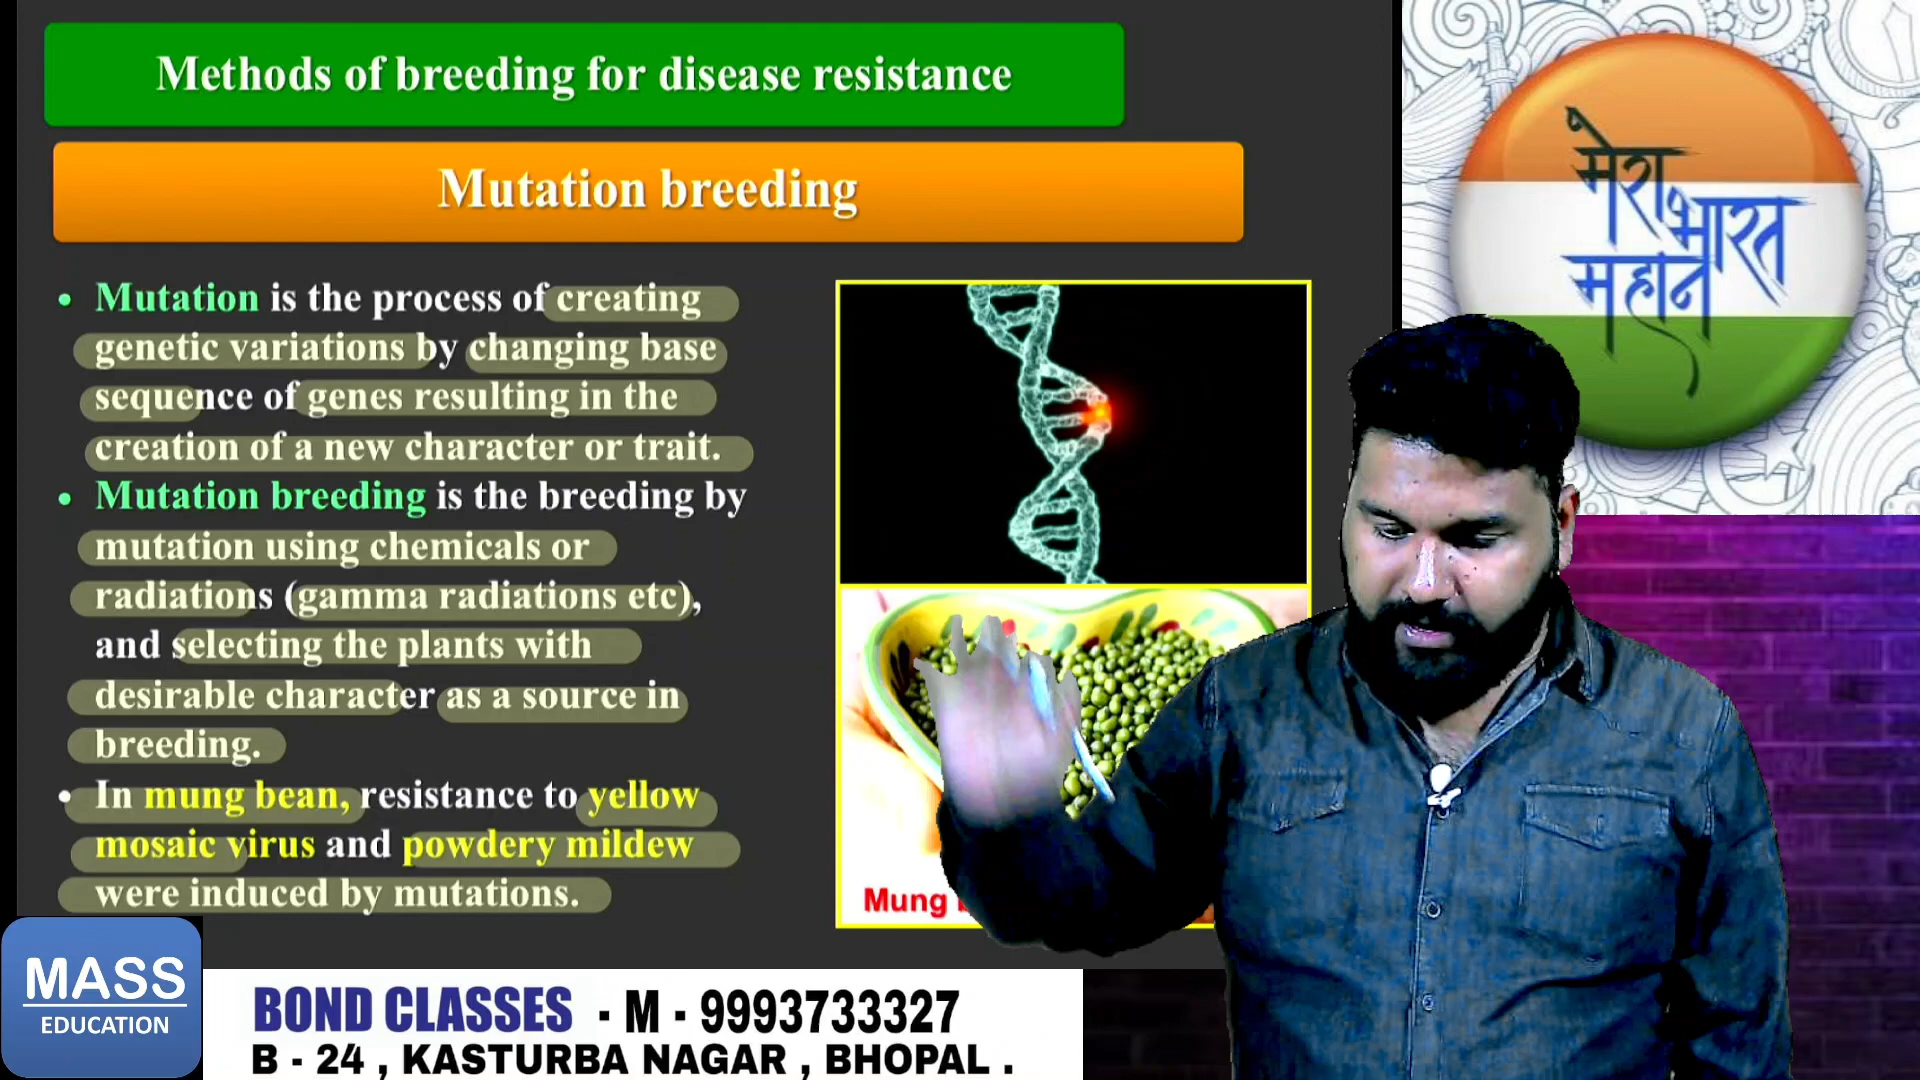 Methods of breeding for disease resistance
Mutation breeding
• Mutation is the process of creating
genetic variations by changing base
sequence of genes resulting in the
creation of a new character or trait.
• Mutation breeding is the breeding by
mutation using chemicals or
radiations (gamma radiations etc),
and selecting the plants with
desirable character as a source in
breeding.
• In mung bean, resistance to yellow
mosaic virus and powdery mildew
were induced by mutations.
Mung
मेरा
भारत
महान
MASS
EDUCATION
BOND CLASSES - M - 9993733327
B - 24 , KASTURBA NAGAR , BHOPAL .